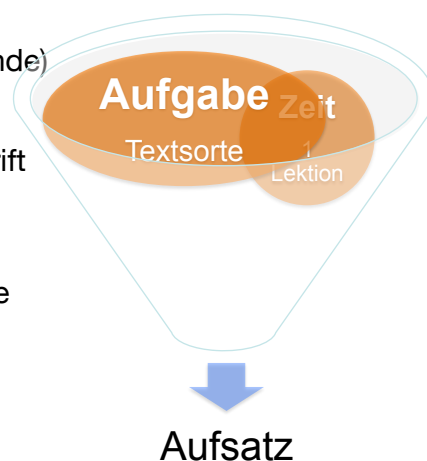 nde)
Aufgabe
Zeit
Textsorte
1
Lektion
ift
e
Aufsatz